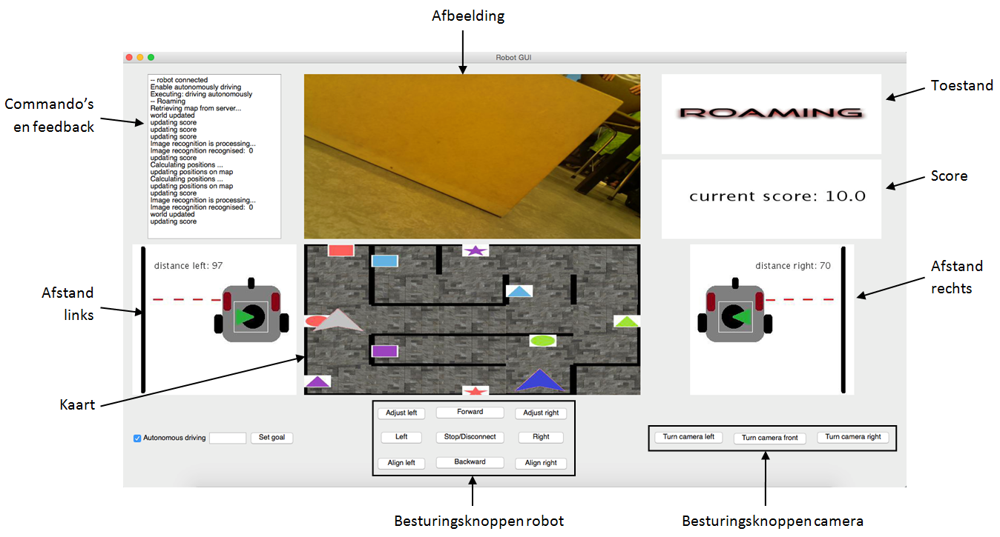 Afbeelding
Robot GUI
Commando's
en feedback
-- robot connected
Enable autonomously driving
Executing: driving autonomously
-- Roaming
Retrieving map from server...
world updated
updating score
updating score
updating score
Image recognition is processing...
Image recognition recognised:  0
updating score
Calculating positions ...
updating positions on map
Calculating positions ...
updating positions on map
updating score
Image recognition is processing...
Image recognition recognised:  0
world updated
updating score
ROAMING
Toestand
current score: 10.0
Score
Afstand
links
distance left: 97
distance right: 70
Afstand
rechts
Kaart
Autonomous driving
Set goal
Adjust left
Forward
Adjust right
Left
Stop/Disconnect
Right
Align left
Backward
Align right
Turn camera left
Turn camera front
Turn camera right
Besturingsknoppen robot
Besturingsknoppen camera